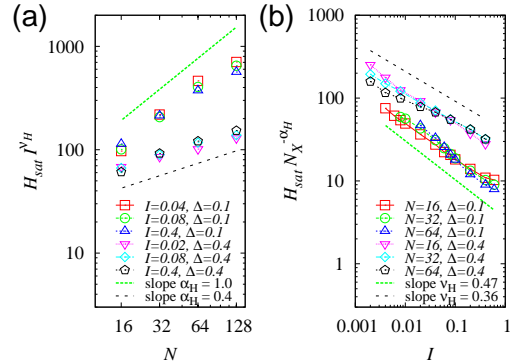 (a)
H_sat I^ν_H
1000
100
10
I=0.04, Δ=0.1
I=0.08, Δ=0.1
I=0.4, Δ=0.1
I=0.02, Δ=0.4
I=0.08, Δ=0.4
I=0.4, Δ=0.4
slope α_H = 1.0
slope α_H = 0.4
16 32 64 128
N
(b)
H_sat N_X^-α_H
1000
100
10
1
N=16, Δ=0.1
N=32, Δ=0.1
N=64, Δ=0.1
N=16, Δ=0.4
N=32, Δ=0.4
N=64, Δ=0.4
slope ν_H = 0.47
slope ν_H = 0.36
0.001 0.01 0.1 1
I